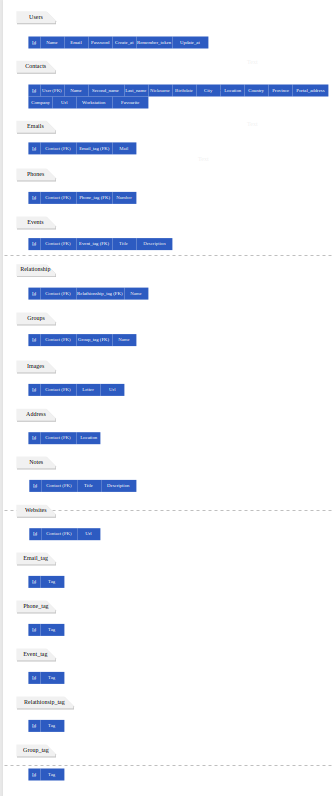 Users
id Name Email Password Create_at Remember_token Update_at
Contacts
id User (FK) Name Second_name Last_name Nickname Birthdate City Location Country Province Postal_address
Company Url Workstation Favourite
Emails
id Contact (FK) Email_tag (FK) Mail
Phones
id Contact (FK) Phone_tag (FK) Number
Events
id Contact (FK) Event_tag (FK) Title Description
Relationship
id Contact (FK) Relathionship_tag (FK) Name
Groups
id Contact (FK) Group_tag (FK) Name
Images
id Contact (FK) Url
Address
id Contact (FK) Location
Notes
id Contact (FK) Title Description
Websites
id Contact (FK) Url
Email_tag
id Tag
Phone_tag
id Tag
Event_tag
id Tag
Relathionsip_tag
id Tag
Group_tag
id Tag